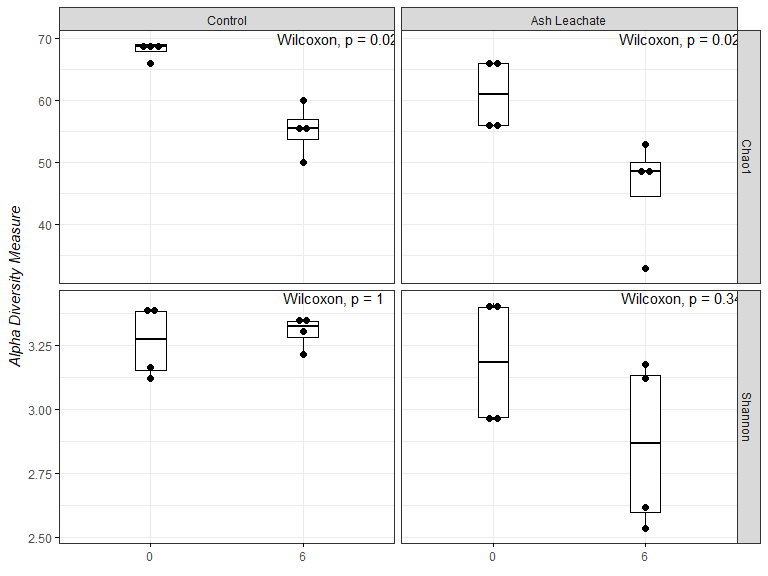 Control
Ash Leachate
Wilcoxon, p = 0.02
Wilcoxon, p = 0.02
70
60
50
40
Chao1
Alpha Diversity Measure
Wilcoxon, p = 1
Wilcoxon, p = 0.34
3.25
3.00
2.75
2.50
Shannon
0
6
0
6